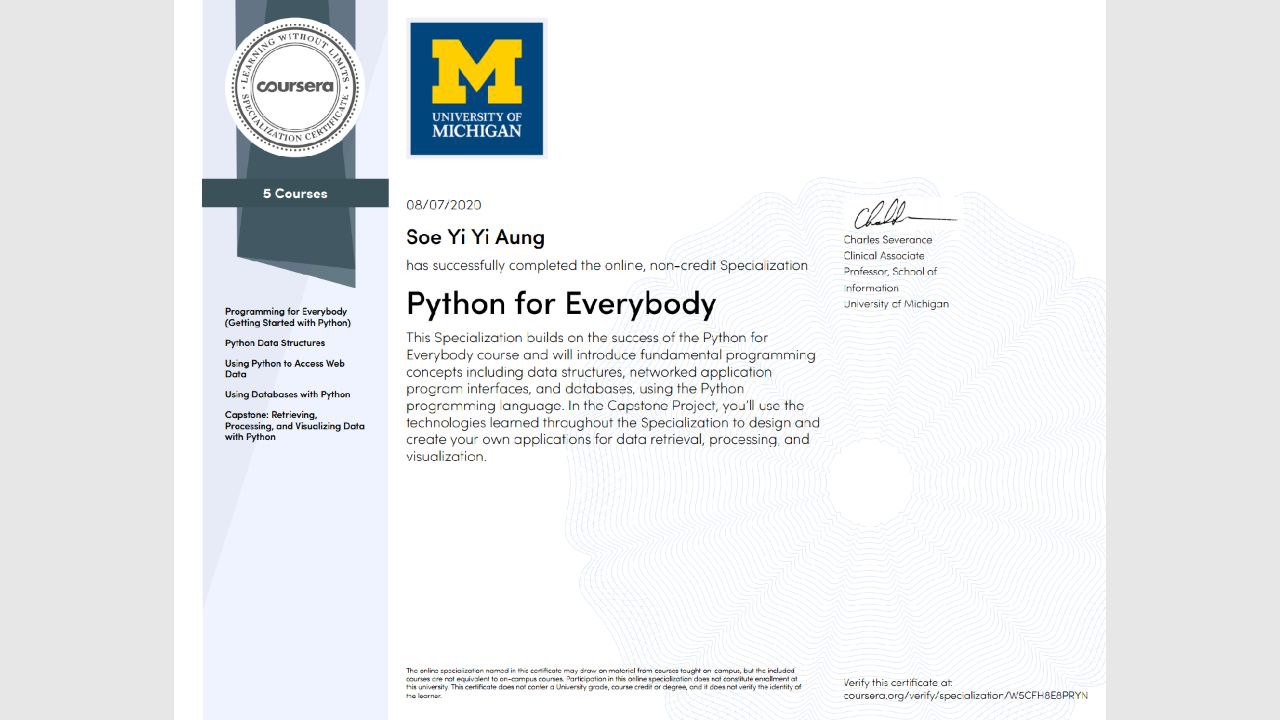 LEARNING WITHOUT LIMITS
coursera
SPECIALIZATION CERTIFICATE
5 Courses
Programming for Everybody
(Getting Started with Python)
Python Data Structures
Using Python to Access Web
Data
Using Databases with Python
Capstone: Retrieving,
Processing, and Visualizing Data
with Python
M
UNIVERSITY OF
MICHIGAN
08/07/2020
Soe Yi Yi Aung
has successfully completed the online, non-credit Specialization
Python for Everybody
This Specialization builds on the success of the Python for
Everybody course and will introduce fundamental programming
concepts including data structures, networked application
program interfaces, and databases, using the Python
programming language. In the Capstone Project, you'll use the
technologies learned throughout the Specialization to design and
create your own applications for data retrieval, processing, and
visualization.
Charles Severance
Clinical Associate
Professor, School of
Information
University of Michigan
The online specialization named in this certificate may draw on material from courses taught on-campus, but the included
courses are not equivalent to on-campus courses. Participation in this online specialization does not constitute enrollment at
this university. This certificate does not confer a University grade, course credit or degree, and it does not verify the identity of
the learner.
Verify this certificate at:
coursera.org/verify/specialization/W5CFH8E8PRYN